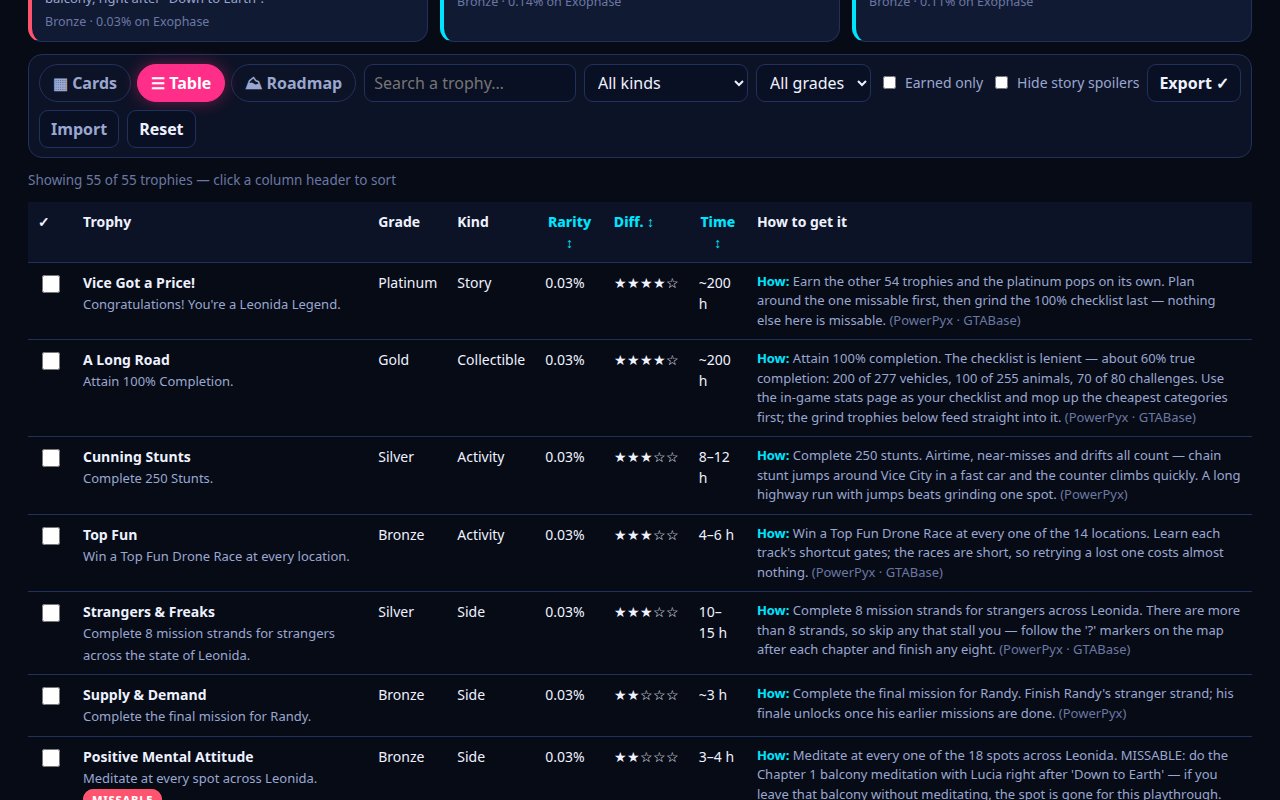 balcony, right after 'Down to Earth'.
Bronze · 0.03% on Exophase
Bronze · 0.14% on Exophase
Bronze · 0.11% on Exophase
▦ Cards
☰ Table
Roadmap
Search a trophy...
All kinds
All grades
Earned only
Hide story spoilers
Export ✓
Import
Reset
Showing 55 of 55 trophies — click a column header to sort
✓ Trophy Grade Kind Rarity ↕ Diff. ↕ Time ↕ How to get it
Vice Got a Price!
Congratulations! You're a Leonida Legend.
Platinum
Story
0.03%
★★★★☆
~200
h
How: Earn the other 54 trophies and the platinum pops on its own. Plan
around the one missable first, then grind the 100% checklist last — nothing
else here is missable. (PowerPyx · GTABase)
A Long Road
Attain 100% Completion.
Gold
Collectible
0.03%
★★★★☆
~200
h
How: Attain 100% completion. The checklist is lenient — about 60% true
completion: 200 of 277 vehicles, 100 of 255 animals, 70 of 80 challenges. Use
the in-game stats page as your checklist and mop up the cheapest categories
first; the grind trophies below feed straight into it. (PowerPyx · GTABase)
Cunning Stunts
Complete 250 Stunts.
Silver
Activity
0.03%
★★★☆☆
8–12
h
How: Complete 250 stunts. Airtime, near-misses and drifts all count — chain
stunt jumps around Vice City in a fast car and the counter climbs quickly. A long
highway run with jumps beats grinding one spot. (PowerPyx)
Top Fun
Win a Top Fun Drone Race at every location.
Bronze
Activity
0.03%
★★★☆☆
4–6 h
How: Win a Top Fun Drone Race at every one of the 14 locations. Learn each
track's shortcut gates; the races are short, so retrying a lost one costs almost
nothing. (PowerPyx · GTABase)
Strangers & Freaks
Complete 8 mission strands for strangers
across the state of Leonida.
Silver
Side
0.03%
★★★☆☆
10–
15 h
How: Complete 8 mission strands for strangers across Leonida. There are more
than 8 strands, so skip any that stall you — follow the '?' markers on the map
after each chapter and finish any eight. (PowerPyx · GTABase)
Supply & Demand
Complete the final mission for Randy.
Bronze
Side
0.03%
★★☆☆☆
~3 h
How: Complete the final mission for Randy. Finish Randy's stranger strand; his
finale unlocks once his earlier missions are done. (PowerPyx)
Positive Mental Attitude
Meditate at every spot across Leonida.
MISSABLE
Bronze
Side
0.03%
★★☆☆☆
3–4 h
How: Meditate at every one of the 18 spots across Leonida. MISSABLE: do the
Chapter 1 balcony meditation with Lucia right after 'Down to Earth' — if you
leave that balcony without meditating, the spot is gone for this playthrough.